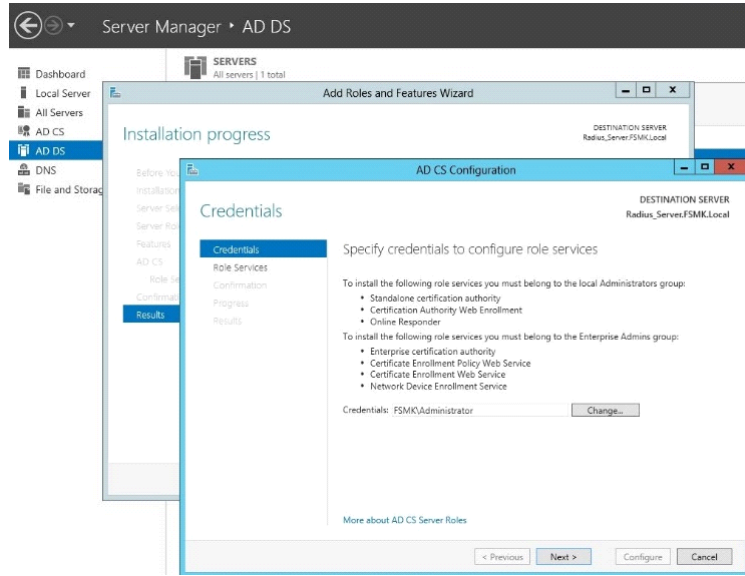 Server Manager • AD DS
Dashboard
Local Server
All Servers
AD CS
AD DS
DNS
File and Storag
SERVERS
All servers | 1 total
Add Roles and Features Wizard
Installation progress
DESTINATION SERVER
Radius_Server.FSMK.Local
Before You
Installation
Server Sel
Server Rol
Features
AD CS
Role Se
Confirmat
Results
AD CS Configuration
Credentials
DESTINATION SERVER
Radius_Server.FSMK.Local
Credentials
Role Services
Confirmation
Progress
Results
Specify credentials to configure role services
To install the following role services you must belong to the local Administrators group:
• Standalone certification authority
• Certification Authority Web Enrollment
• Online Responder
To install the following role services you must belong to the Enterprise Admins group:
• Enterprise certification authority
• Certificate Enrollment Policy Web Service
• Certificate Enrollment Web Service
• Network Device Enrollment Service
Credentials: FSMK\Administrator Change...
More about AD CS Server Roles
< Previous Next > Configure Cancel